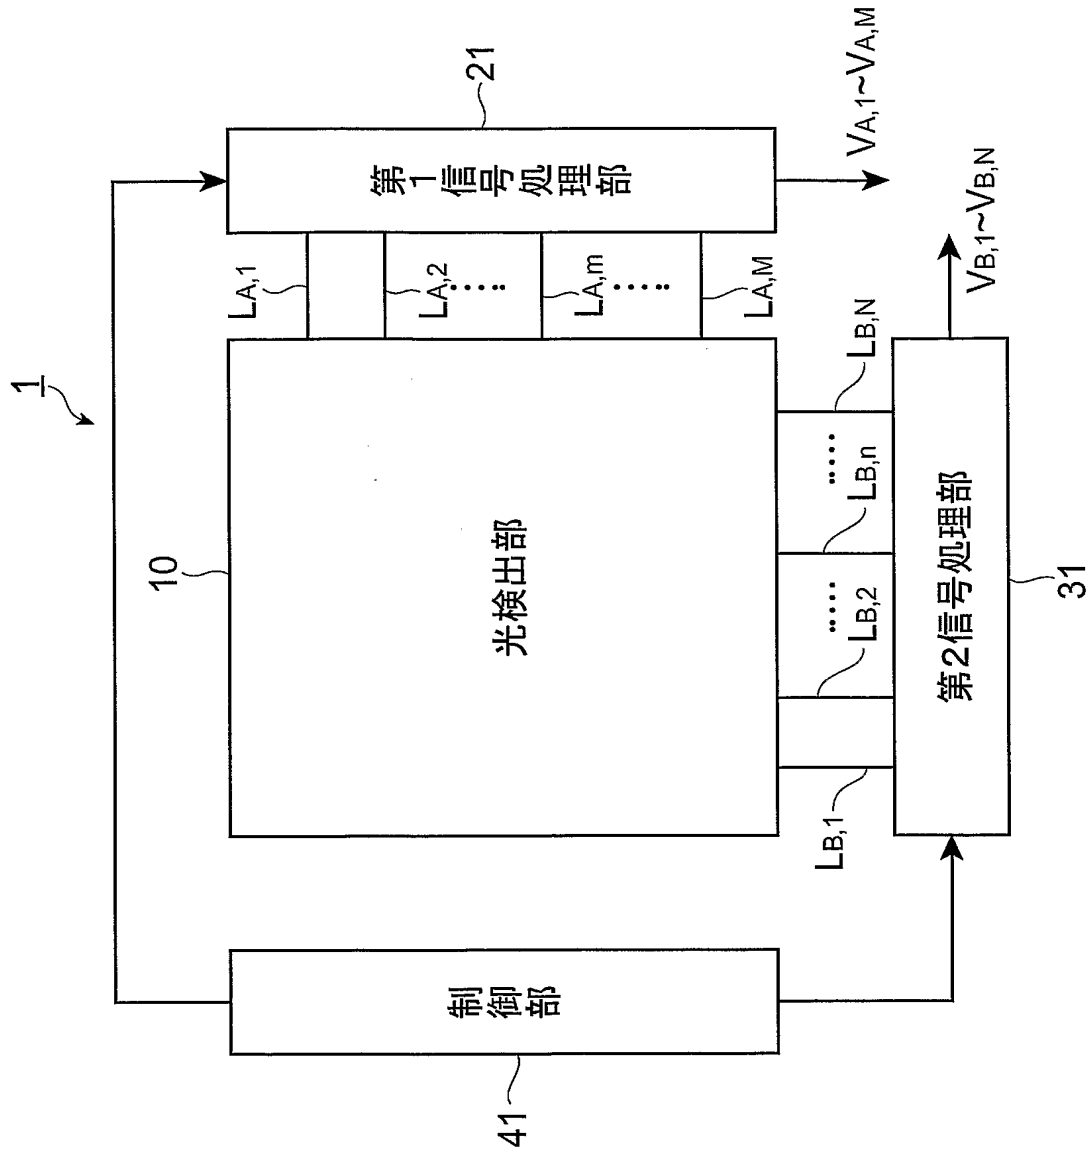 1
41
制御部
10
光検出部
LA,1
LA,2
・・・・・
LA,m
・・・・・
LA,M
21
第1信号処理部
VA,1~VA,M
LB,1
LB,2
・・・・・
LB,n
・・・・・
LB,N
第2信号処理部
31
VB,1~VB,N